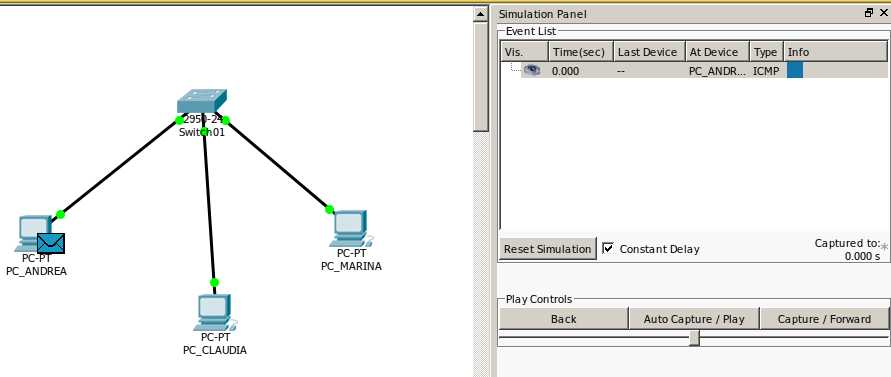 2950-24
Switch01
PC-PT
PC_ANDREA
PC-PT
PC_MARINA
PC-PT
PC_CLAUDIA
Simulation Panel
Event List
Vis. Time(sec) Last Device At Device Type Info
0.000 -- PC_ANDR... ICMP
Reset Simulation Constant Delay Captured to:*
0.000 s
Play Controls
Back Auto Capture / Play Capture / Forward